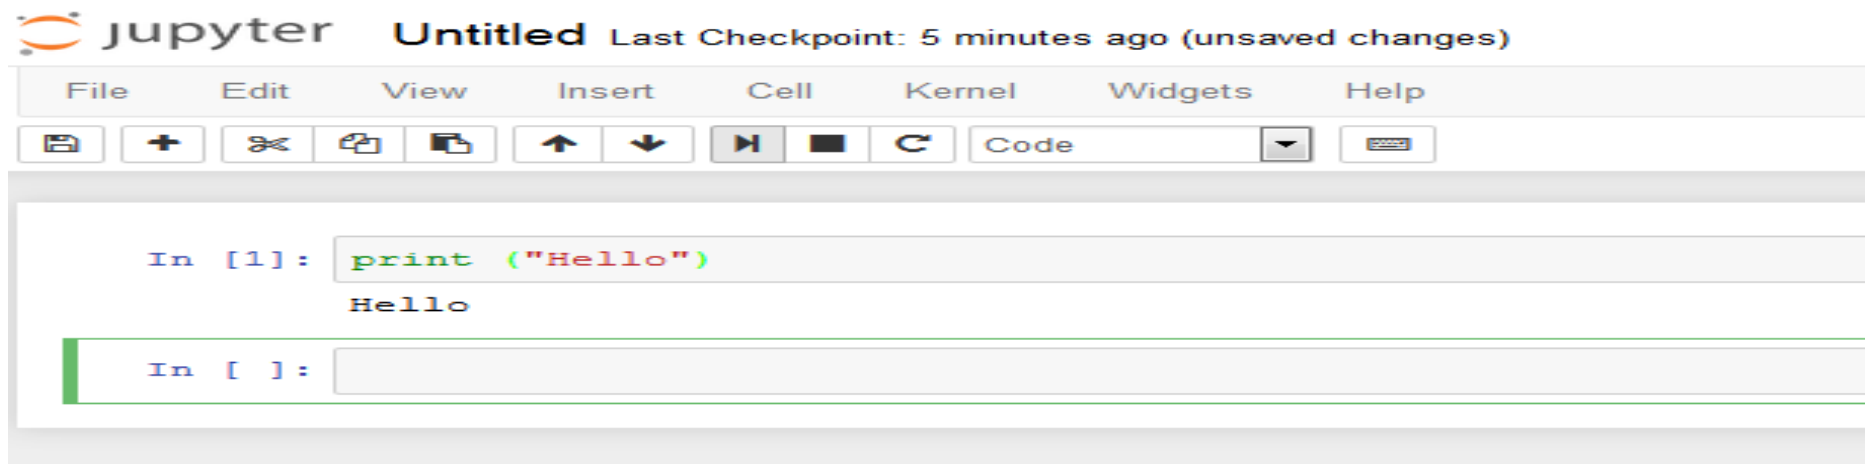 jupyter Untitled Last Checkpoint: 5 minutes ago (unsaved changes)
File Edit View Insert Cell Kernel Widgets Help
Code
In [1]: print ("Hello")
Hello
In [ ]: